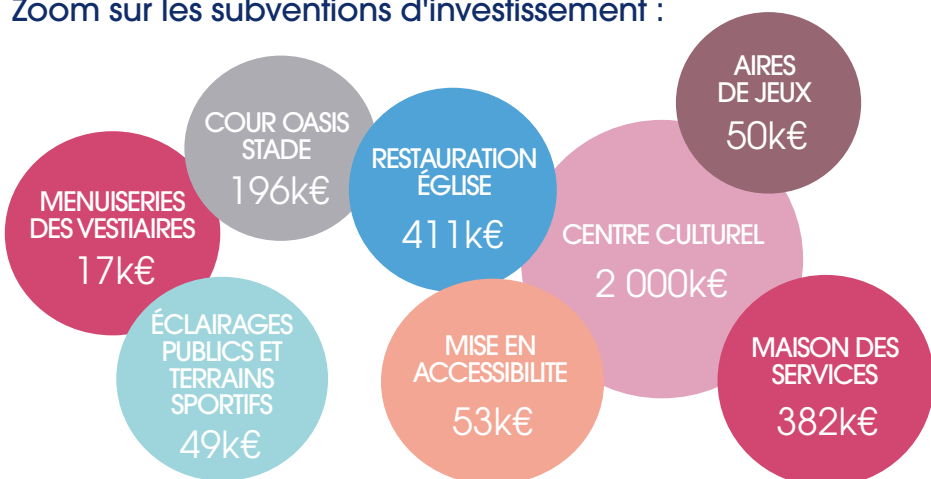 Zoom sur les subventions d'investissement :
AIRES
DE JEUX
50k€
COUR OASIS
STADE
196k€
RESTAURATION
ÉGLISE
411k€
MENUISERIES
DES VESTIAIRES
17k€
CENTRE CULTUREL
2 000k€
ÉCLAIRAGES
PUBLICS ET
TERRAINS
SPORTIFS
49k€
MISE EN
ACCESSIBILITE
53k€
MAISON DES
SERVICES
382k€